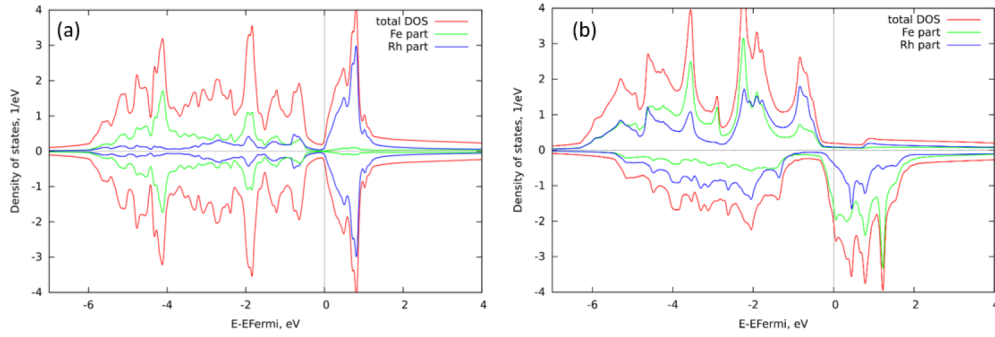 (a)
total DOS
Fe part
Rh part
4
3
2
1
0
-1
-2
-3
-4
Density of states, 1/eV
-6
-4
-2
0
2
4
E-EFermi, eV
(b)
total DOS
Fe part
Rh part
4
3
2
1
0
-1
-2
-3
-4
Density of states, 1/eV
-6
-4
-2
0
2
4
E-EFermi, eV